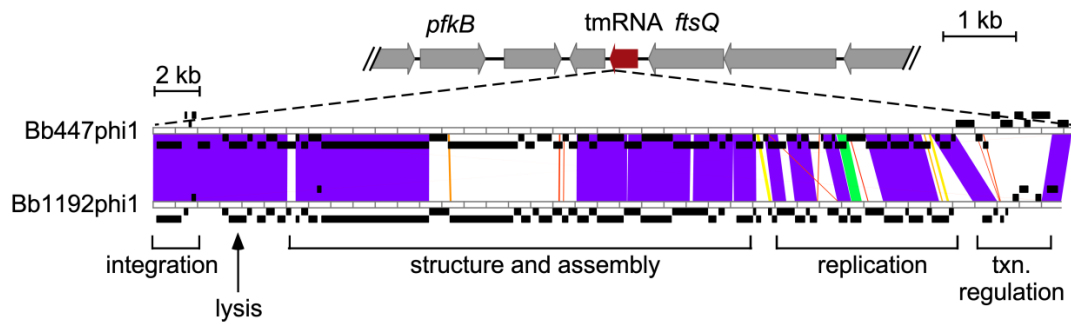 pfkB tmRNA ftsQ 1 kb
2 kb
Bb447phi1
Bb1192phi1
integration structure and assembly replication txn.
regulation
lysis